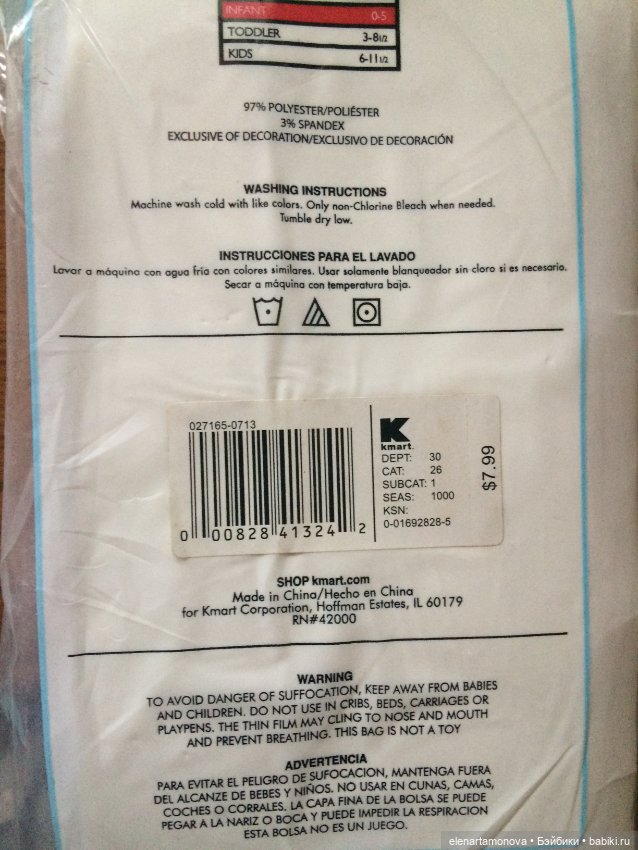 INFANT 0-5
TODDLER 3-81/2
KIDS 6-111/2
97% POLYESTER/POLIÉSTER
3% SPANDEX
EXCLUSIVE OF DECORATION/EXCLUSIVO DE DECORACIÓN
WASHING INSTRUCTIONS
Machine wash cold with like colors. Only non-Chlorine Bleach when needed.
Tumble dry low.
INSTRUCCIONES PARA EL LAVADO
Lavar a máquina con agua fría con colores similares. Usar solamente blanqueador sin cloro si es necesario.
Secar a máquina con temperatura baja.
027165-0713
0 00828 41324 2
K
kmart.
DEPT: 30
CAT: 26
SUBCAT: 1
SEAS: 1000
KSN:
0-01692828-5
$7.99
SHOP kmart.com
Made in China/Hecho en China
for Kmart Corporation, Hoffman Estates, IL 60179
RN#42000
WARNING
TO AVOID DANGER OF SUFFOCATION, KEEP AWAY FROM BABIES
AND CHILDREN. DO NOT USE IN CRIBS, BEDS, CARRIAGES OR
PLAYPENS. THE THIN FILM MAY CLING TO NOSE AND MOUTH
AND PREVENT BREATHING. THIS BAG IS NOT A TOY
ADVERTENCIA
PARA EVITAR EL PELIGRO DE SUFOCACION, MANTENGA FUERA
DEL ALCANZE DE BEBES Y NIÑOS. NO USAR EN CUNAS, CAMAS,
COCHES O CORRALES. LA CAPA FINA DE LA BOLSA SE PUEDE
PEGAR A LA NARIZ O BOCA Y PUEDE IMPEDIR LA RESPIRACION
ESTA BOLSA NO ES UN JUEGO.
elenartamonova • Бэйбики • babiki.ru